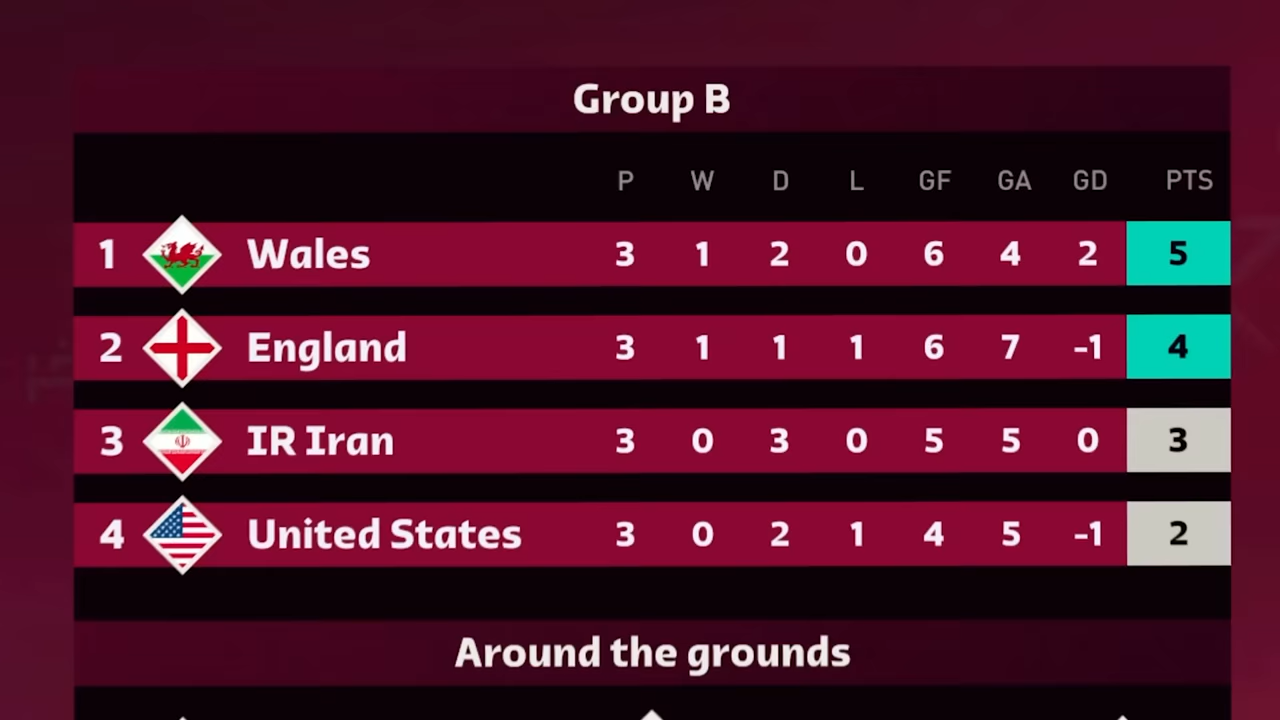 Group B
P W D L GF GA GD PTS
1 Wales 3 1 2 0 6 4 2 5
2 England 3 1 1 1 6 7 -1 4
3 IR Iran 3 0 3 0 5 5 0 3
4 United States 3 0 2 1 4 5 -1 2
Around the grounds